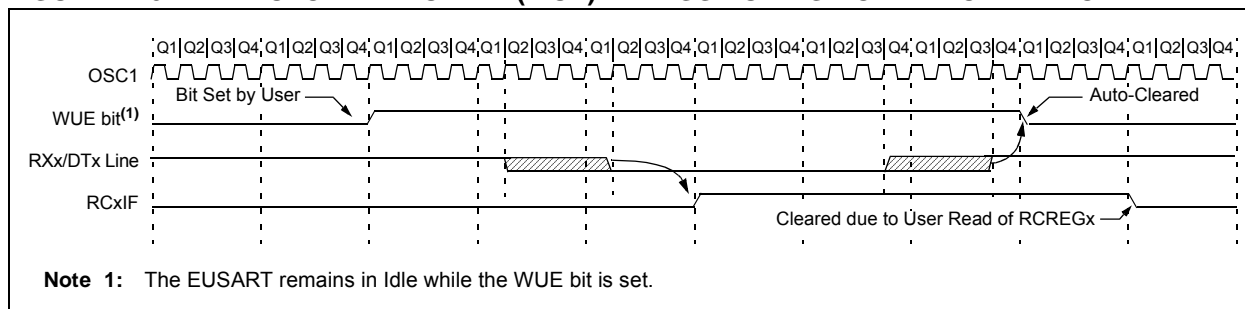 Q1 Q2 Q3 Q4 Q1 Q2 Q3 Q4 Q1 Q2 Q3 Q4 Q1 Q2 Q3 Q4 Q1 Q2 Q3 Q4 Q1 Q2 Q3 Q4 Q1 Q2 Q3 Q4 Q1 Q2 Q3 Q4 Q1 Q2 Q3 Q4 Q1 Q2 Q3 Q4
OSC1
Bit Set by User
Auto-Cleared
WUE bit(1)
RXx/DTx Line
RCxIF
Cleared due to User Read of RCREGx
Note 1: The EUSART remains in Idle while the WUE bit is set.